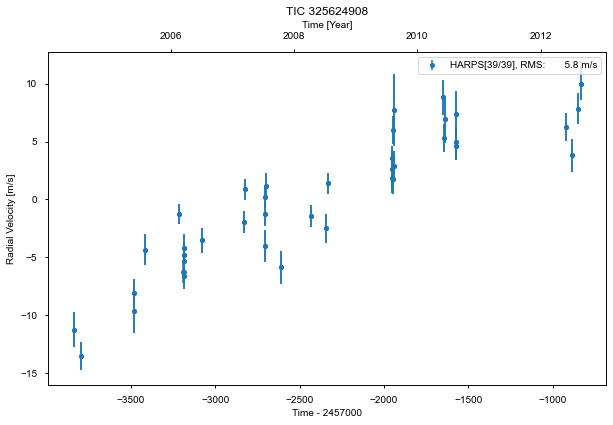 TIC 325624908
Time [Year]
2006 2008 2010 2012
HARPS[39/39], RMS: 5.8 m/s
10
5
0
−5
−10
−15
Radial Velocity [m/s]
−3500 −3000 −2500 −2000 −1500 −1000
Time - 2457000